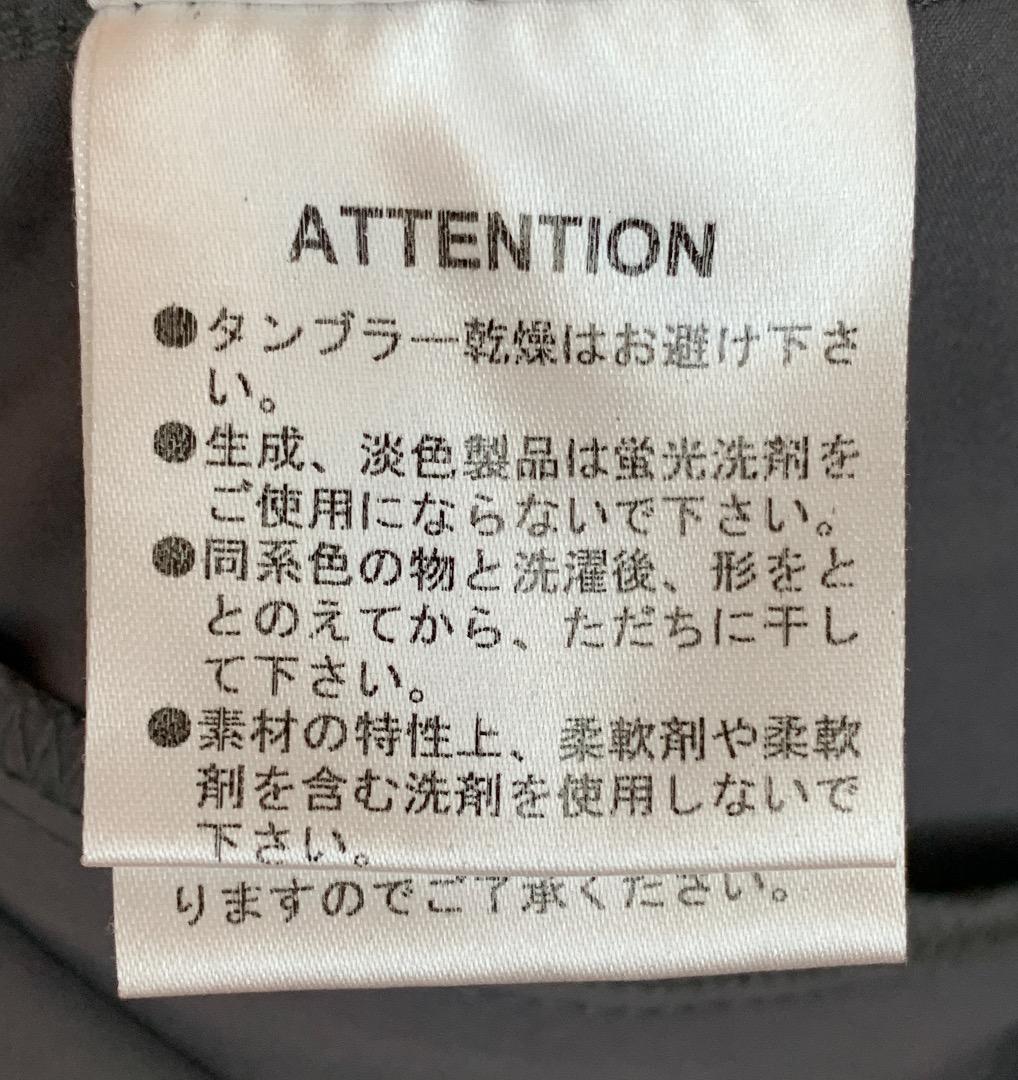 ATTENTION
●タンブラー乾燥はお避け下さ
い。
●生成、淡色製品は蛍光洗剤を
ご使用にならないで下さい。
●同系色の物と洗濯後、形をと
とのえてから、ただちに干し
て下さい。
●素材の特性上、柔軟剤や柔軟
剤を含む洗剤を使用しないで
下さい。
りますのでご了承ください。